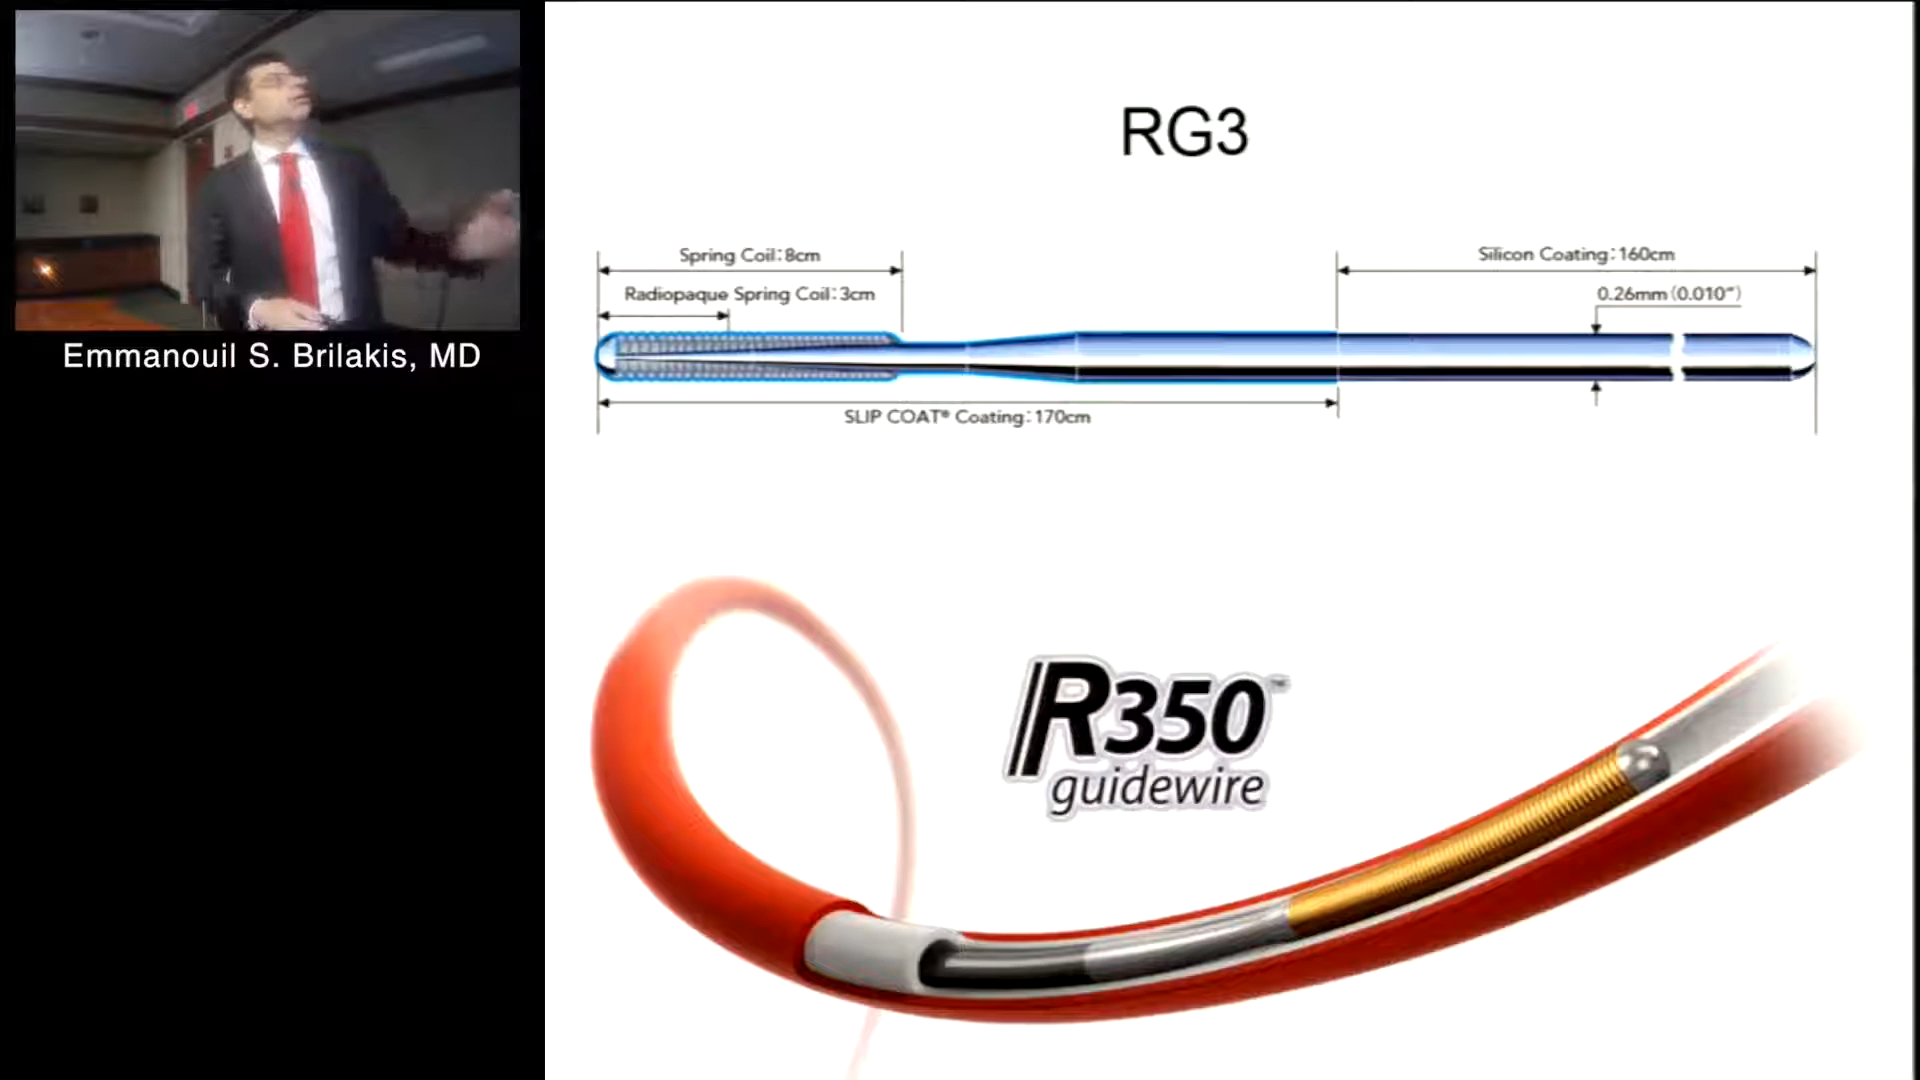 Emmanouil S. Brilakis, MD
RG3
Spring Coil:8cm
Silicon Coating:160cm
Radiopaque Spring Coil:3cm
0.26mm(0.010″)
SLIP COAT® Coating:170cm
R350™
guidewire